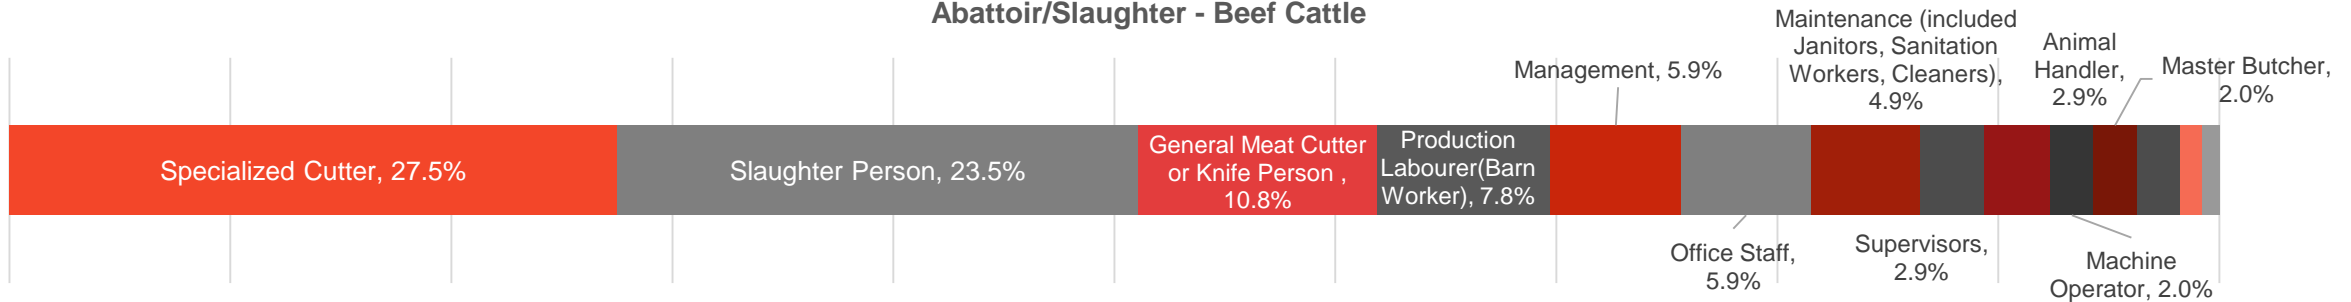 Abattoir/Slaughter - Beef Cattle
Specialized Cutter, 27.5%
Slaughter Person, 23.5%
General Meat Cutter
or Knife Person ,
10.8%
Production
Labourer(Barn
Worker), 7.8%
Management, 5.9%
Office Staff,
5.9%
Maintenance (included
Janitors, Sanitation
Workers, Cleaners),
4.9%
Supervisors,
2.9%
Animal
Handler,
2.9%
Machine
Operator, 2.0%
Master Butcher,
2.0%